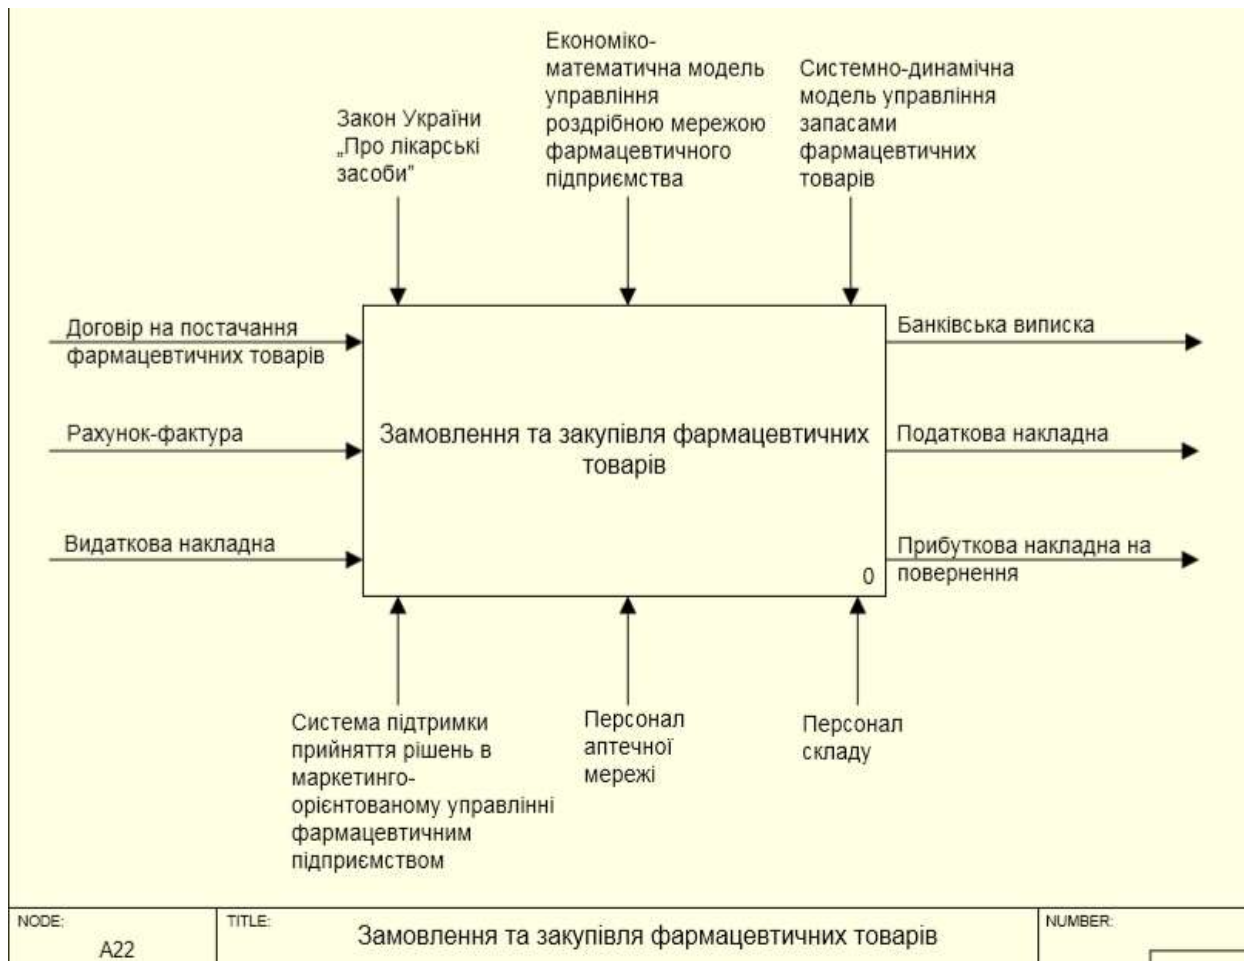 Економіко-
математична модель
управління
роздрібною мережою
фармацевтичного
підприємства
Системно-динамічна
модель управління
запасами
фармацевтичних
товарів
Закон України
„Про лікарські
засоби”
Договір на постачання
фармацевтичних товарів
Рахунок-фактура
Видаткова накладна
Замовлення та закупівля фармацевтичних
товарів
0
Банківська виписка
Податкова накладна
Прибуткова накладна на
повернення
Система підтримки
прийняття рішень в
маркетинго-
орієнтованому управлінні
фармацевтичним
підприємством
Персонал
аптечної
мережі
Персонал
складу
NODE:
A22
TITLE:
Замовлення та закупівля фармацевтичних товарів
NUMBER: